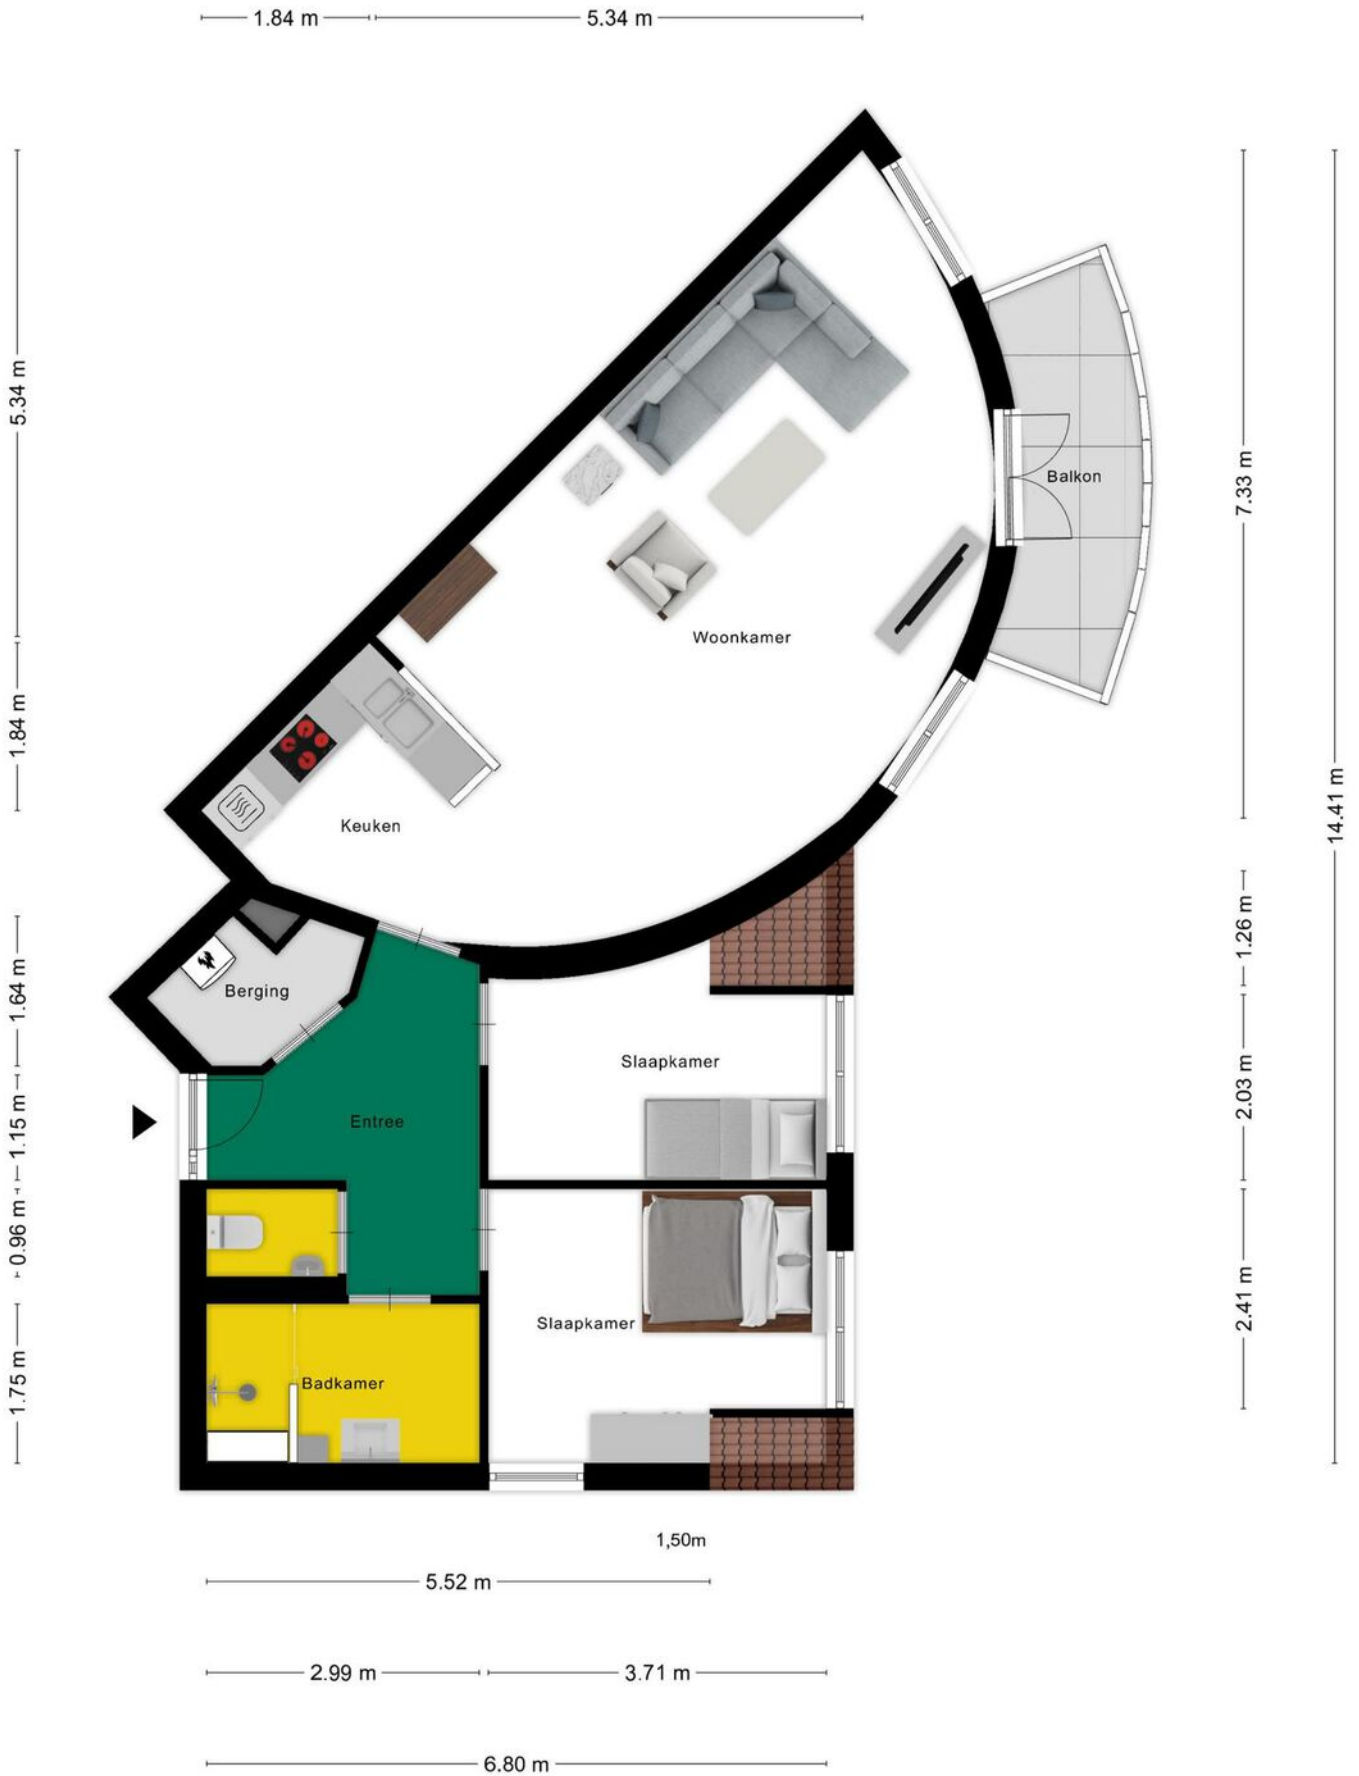 1.84 m
5.34 m
5.34 m
7.33 m
Balkon
Woonkamer
1.84 m
14.41 m
Keuken
1.26 m
1.64 m
Berging
Slaapkamer
2.03 m
1.15 m
Entree
0.96 m
2.41 m
Slaapkamer
1.75 m
Badkamer
1,50m
5.52 m
2.99 m
3.71 m
6.80 m